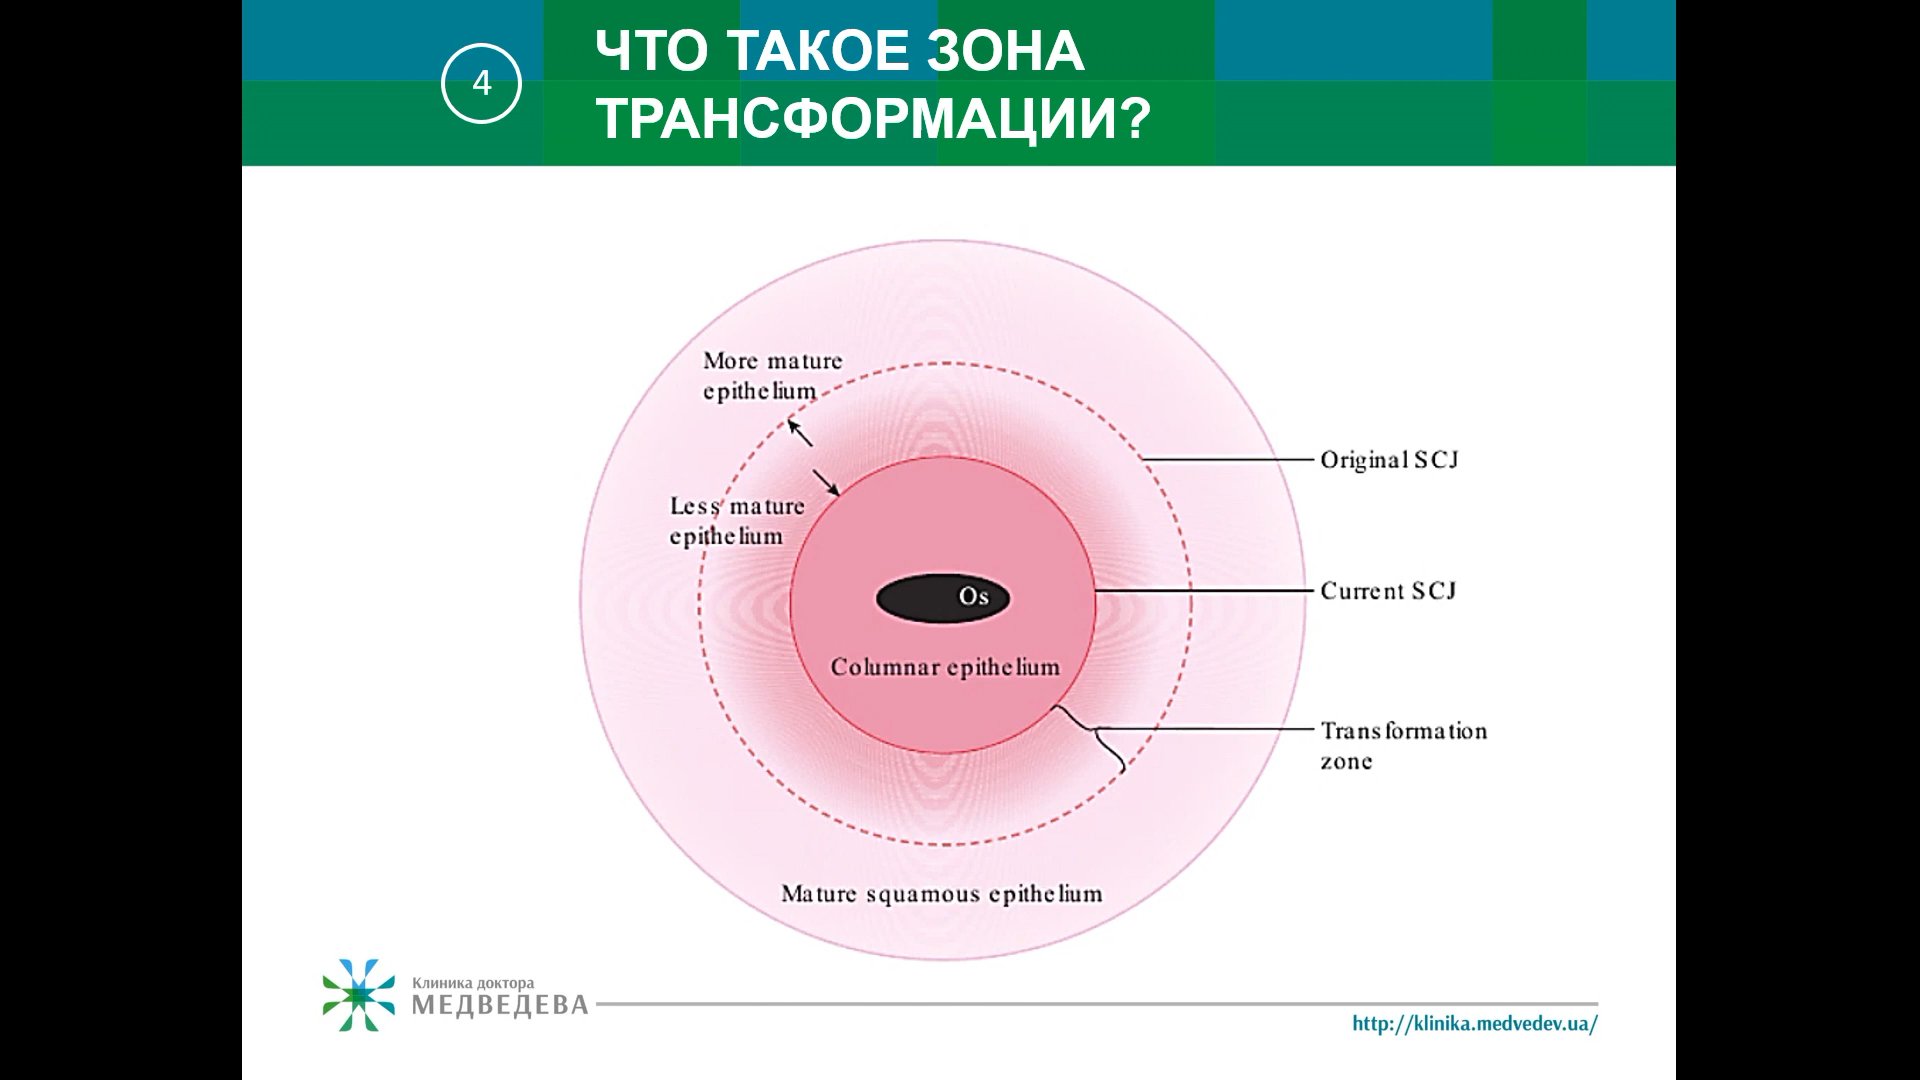 4
ЧТО ТАКОЕ ЗОНА
ТРАНСФОРМАЦИИ?
More mature
epithelium
Original SCJ
Less mature
epithelium
Current SCJ
Os
Columnar epithelium
Transformation
zone
Mature squamous epithelium
Клиника доктора
МЕДВЕДЕВА
http://klinika.medvedev.ua/